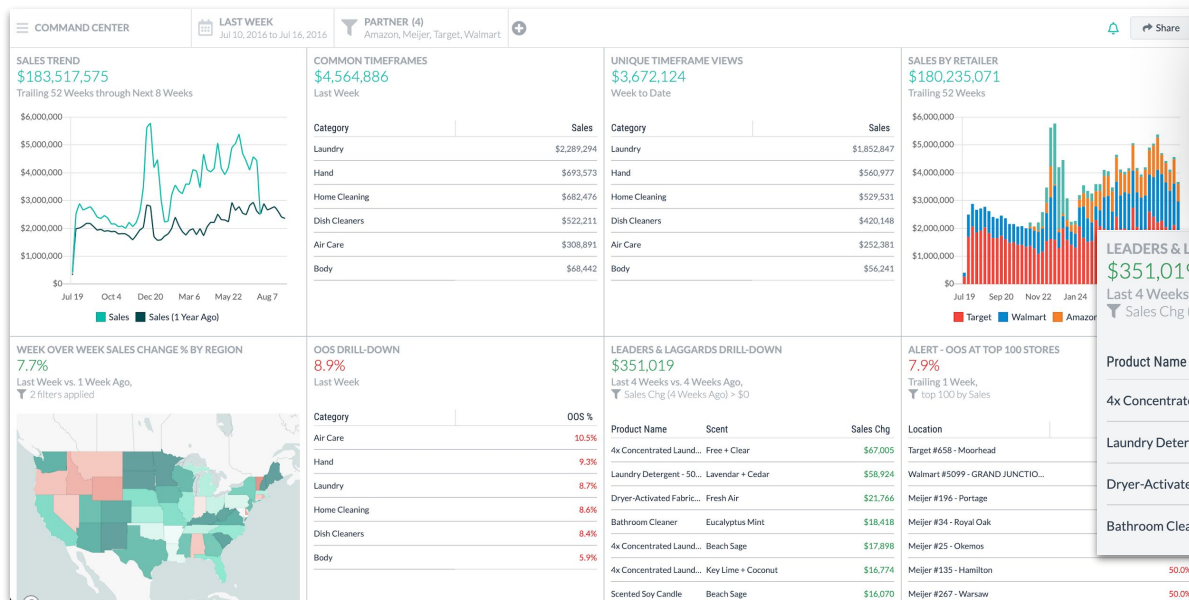 COMMAND CENTER
LAST WEEK
Jul 10, 2016 to Jul 16, 2016
PARTNER (4)
Amazon, Meijer, Target, Walmart
Share
SALES TREND
$183,517,575
Trailing 52 Weeks through Next 8 Weeks
$6,000,000
$5,000,000
$4,000,000
$3,000,000
$2,000,000
$1,000,000
$0
Jul 19 Oct 4 Dec 20 Mar 6 May 22 Aug 7
Sales Sales (1 Year Ago)
COMMON TIMEFRAMES
$4,564,886
Last Week
Category Sales
Laundry $2,289,294
Hand $693,573
Home Cleaning $682,476
Dish Cleaners $522,211
Air Care $308,891
Body $68,442
UNIQUE TIMEFRAME VIEWS
$3,672,124
Week to Date
Category Sales
Laundry $1,852,847
Hand $560,977
Home Cleaning $529,531
Dish Cleaners $420,148
Air Care $252,381
Body $56,241
SALES BY RETAILER
$180,235,071
Trailing 52 Weeks
$6,000,000
$5,000,000
$4,000,000
$3,000,000
$2,000,000
$1,000,000
$0
Jul 19 Sep 20 Nov 22 Jan 24
Target Walmart Amazon
WEEK OVER WEEK SALES CHANGE % BY REGION
7.7%
Last Week vs. 1 Week Ago,
2 filters applied
OOS DRILL-DOWN
8.9%
Last Week
Category OOS %
Air Care 10.5%
Hand 9.3%
Laundry 8.7%
Home Cleaning 8.6%
Dish Cleaners 8.4%
Body 5.9%
LEADERS & LAGGARDS DRILL-DOWN
$351,019
Last 4 Weeks vs. 4 Weeks Ago,
Sales Chg (4 Weeks Ago) > $0
Product Name Scent Sales Chg
4x Concentrated Laund... Free + Clear $67,005
Laundry Detergent - 50... Lavendar + Cedar $58,924
Dryer-Activated Fabric... Fresh Air $21,766
Bathroom Cleaner Eucalyptus Mint $18,418
4x Concentrated Laund... Beach Sage $17,898
4x Concentrated Laund... Key Lime + Coconut $16,774
Scented Soy Candle Beach Sage $16,070
ALERT - OOS AT TOP 100 STORES
7.9%
Trailing 1 Week,
top 100 by Sales
Location
Target #658 - Moorhead
Walmart #5099 - GRAND JUNCTIO...
Meijer #196 - Portage
Meijer #34 - Royal Oak
Meijer #25 - Okemos
Meijer #135 - Hamilton 50.0%
Meijer #267 - Warsaw 50.0%
LEADERS & L
$351,019
Last 4 Weeks
Sales Chg (
Product Name
4x Concentrate
Laundry Deter
Dryer-Activate
Bathroom Clea